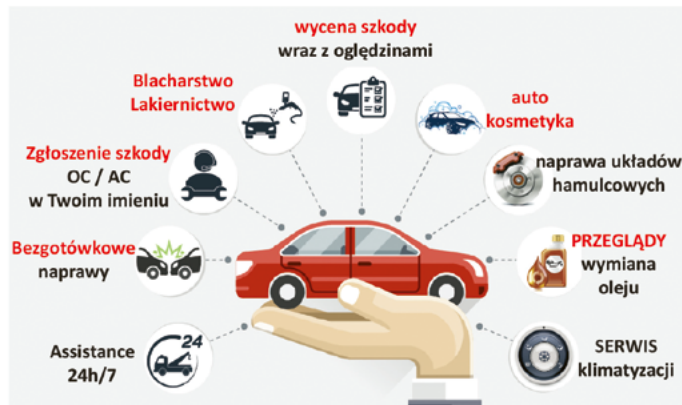 wycena szkody
wraz z oględzinami
Blacharstwo
Lakiernictwo
auto
kosmetyka
Zgłoszenie szkody
OC / AC
w Twoim imieniu
naprawa układów
hamulcowych
Bezgotówkowe
naprawy
PRZEGLĄDY
wymiana
oleju
Assistance
24h/7
24
SERWIS
klimatyzacji